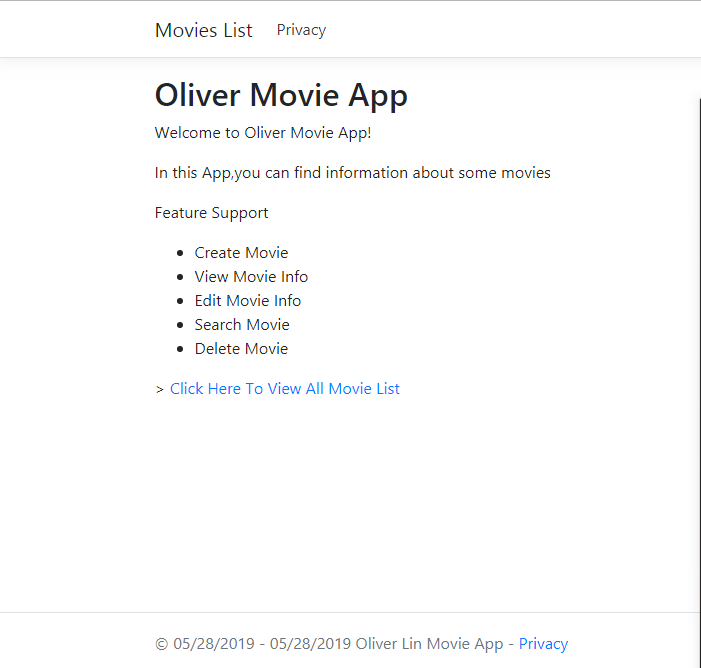 Movies List Privacy
Oliver Movie App
Welcome to Oliver Movie App!
In this App,you can find information about some movies
Feature Support
• Create Movie
• View Movie Info
• Edit Movie Info
• Search Movie
• Delete Movie
> Click Here To View All Movie List
© 05/28/2019 - 05/28/2019 Oliver Lin Movie App - Privacy